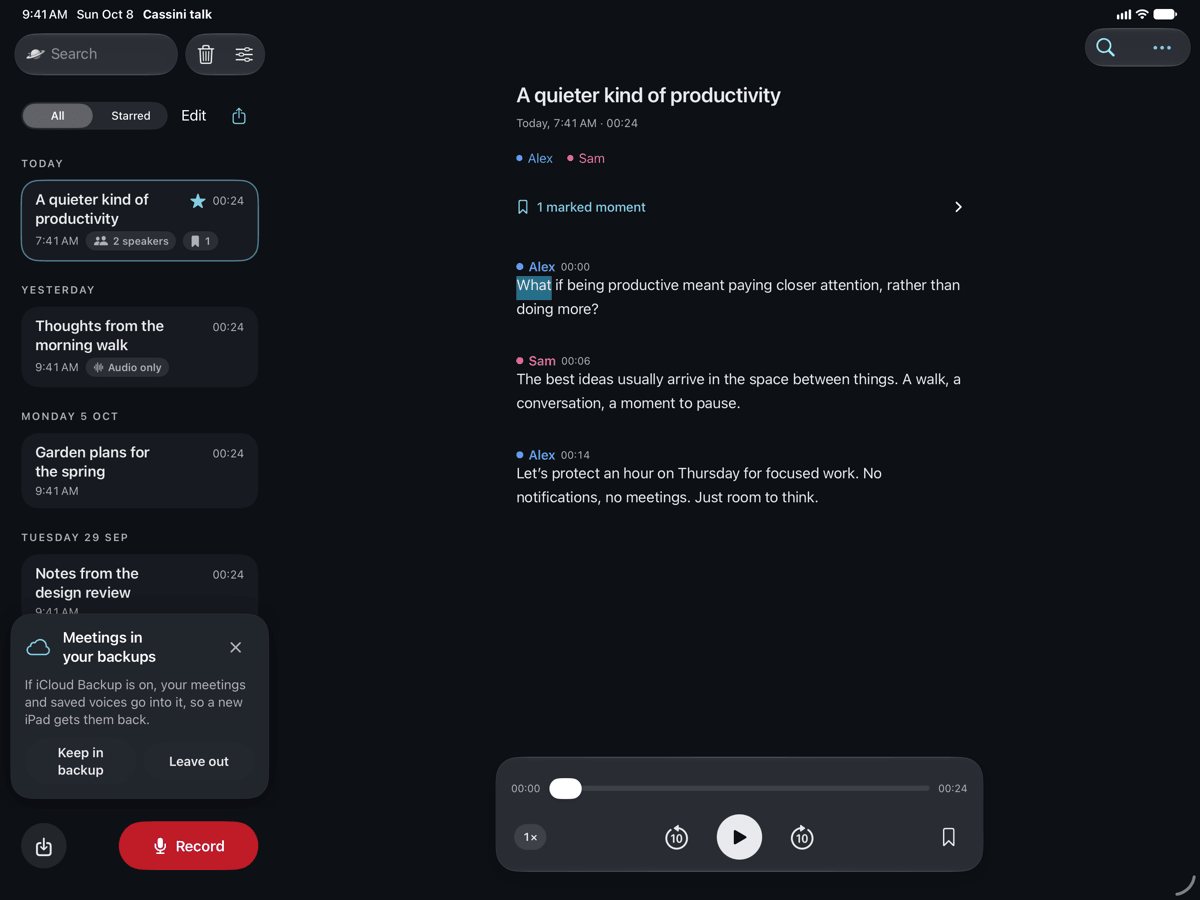 9:41 AM Sun Oct 8 Cassini talk
Search
All Starred Edit
TODAY
A quieter kind of
productivity
00:24
7:41 AM 2 speakers 1
YESTERDAY
Thoughts from the
morning walk
00:24
9:41 AM Audio only
MONDAY 5 OCT
Garden plans for
the spring
00:24
9:41 AM
TUESDAY 29 SEP
Notes from the
design review
00:24
9:41 AM
Meetings in
your backups
If iCloud Backup is on, your meetings
and saved voices go into it, so a new
iPad gets them back.
Keep in
backup
Leave out
Record
A quieter kind of productivity
Today, 7:41 AM · 00:24
Alex Sam
1 marked moment
Alex 00:00
What if being productive meant paying closer attention, rather than
doing more?
Sam 00:06
The best ideas usually arrive in the space between things. A walk, a
conversation, a moment to pause.
Alex 00:14
Let’s protect an hour on Thursday for focused work. No
notifications, no meetings. Just room to think.
00:00 00:24
1× 10 10